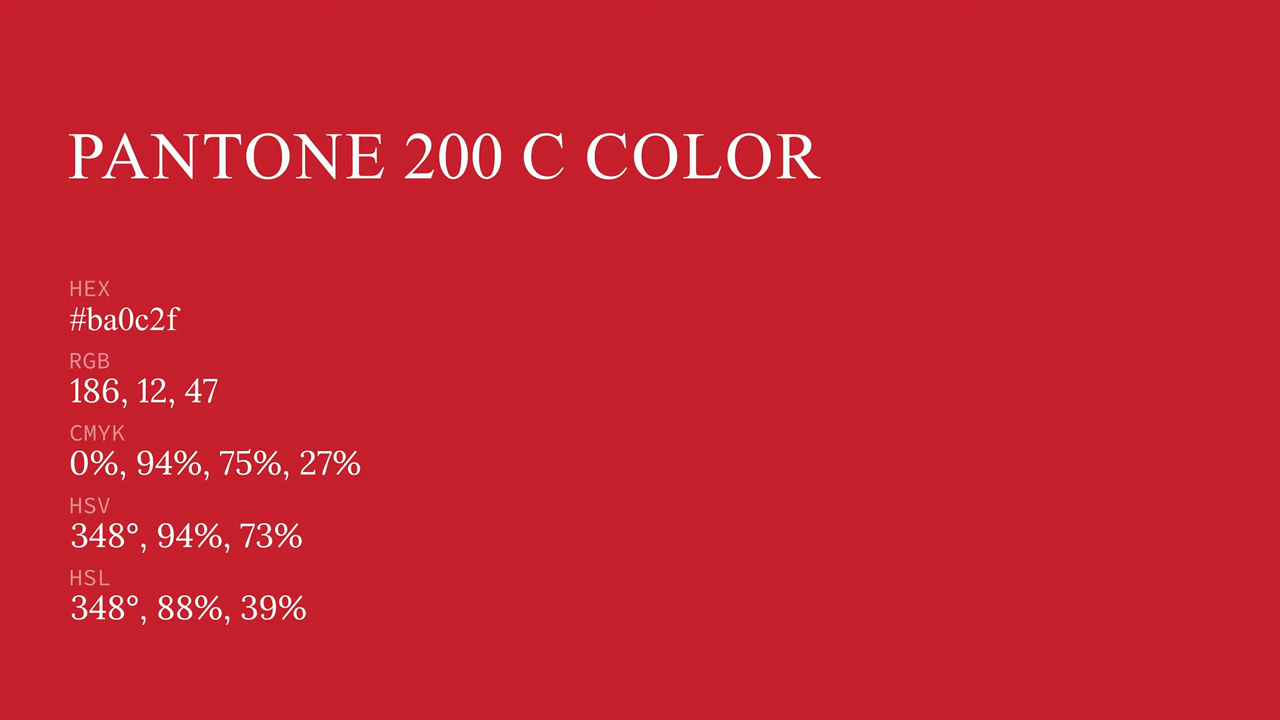 PANTONE 200 C COLOR
HEX
#ba0c2f
RGB
186, 12, 47
CMYK
0%, 94%, 75%, 27%
HSV
348°, 94%, 73%
HSL
348°, 88%, 39%